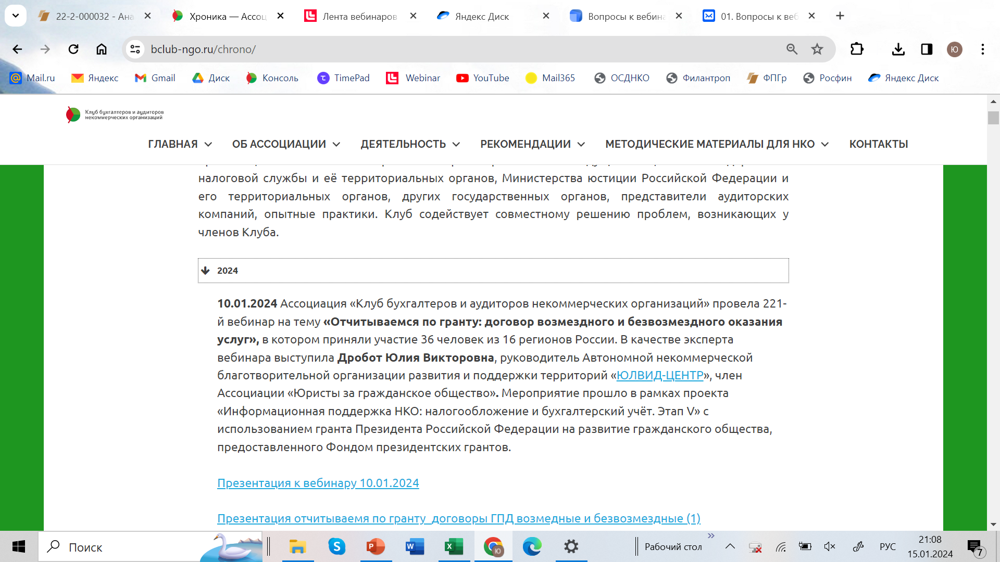 22-2-000032 - Ана
Хроника — Ассоц
Лента вебинаров
Яндекс Диск
Вопросы к вебина
01. Вопросы к веб
bclub-ngo.ru/chrono/
Ю
Mail.ru
Яндекс
Gmail
Диск
Консоль
TimePad
Webinar
YouTube
Mail365
ОСДНКО
Филантроп
ФПГр
Росфин
Яндекс Диск
Клуб бухгалтеров и аудиторов
некоммерческих организаций
ГЛАВНАЯ
ОБ АССОЦИАЦИИ
ДЕЯТЕЛЬНОСТЬ
РЕКОМЕНДАЦИИ
МЕТОДИЧЕСКИЕ МАТЕРИАЛЫ ДЛЯ НКО
КОНТАКТЫ
налоговой службы и её территориальных органов, Министерства юстиции Российской Федерации и
его территориальных органов, других государственных органов, представители аудиторских
компаний, опытные практики. Клуб содействует совместному решению проблем, возникающих у
членов Клуба.
2024
10.01.2024 Ассоциация «Клуб бухгалтеров и аудиторов некоммерческих организаций» провела 221-
й вебинар на тему «Отчитываемся по гранту: договор возмездного и безвозмездного оказания
услуг», в котором приняли участие 36 человек из 16 регионов России. В качестве эксперта
вебинара выступила Дробот Юлия Викторовна, руководитель Автономной некоммерческой
благотворительной организации развития и поддержки территорий «ЮЛВИД-ЦЕНТР», член
Ассоциации «Юристы за гражданское общество». Мероприятие прошло в рамках проекта
«Информационная поддержка НКО: налогообложение и бухгалтерский учёт. Этап V» с
использованием гранта Президента Российской Федерации на развитие гражданского общества,
предоставленного Фондом президентских грантов.
Презентация к вебинару 10.01.2024
Презентация отчитываемя по гранту_договоры ГПД возмедные и безвозмездные (1)
Поиск
Рабочий стол
РУС
21:08
15.01.2024
7